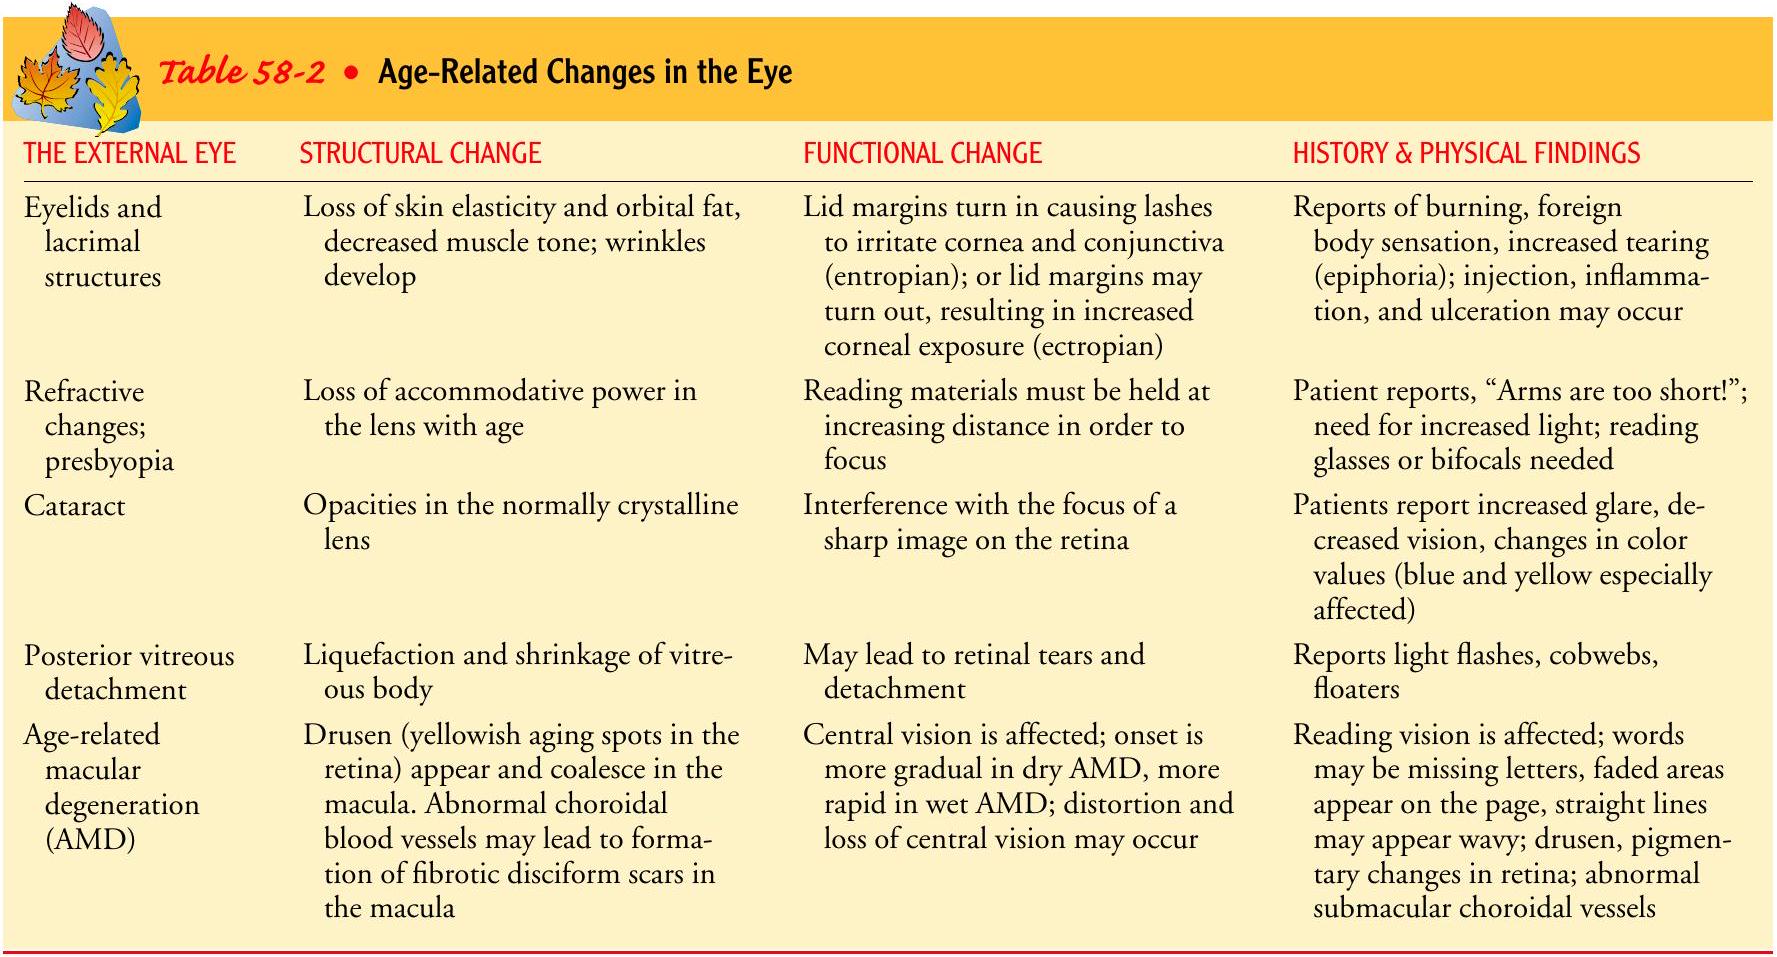 Table 58-2 • Age-Related Changes in the Eye
THE EXTERNAL EYE STRUCTURAL CHANGE FUNCTIONAL CHANGE HISTORY & PHYSICAL FINDINGS
Eyelids and
lacrimal
structures
Loss of skin elasticity and orbital fat,
decreased muscle tone; wrinkles
develop
Lid margins turn in causing lashes
to irritate cornea and conjunctiva
(entropian); or lid margins may
turn out, resulting in increased
corneal exposure (ectropian)
Reports of burning, foreign
body sensation, increased tearing
(epiphoria); injection, inflamma-
tion, and ulceration may occur
Refractive
changes;
presbyopia
Loss of accommodative power in
the lens with age
Reading materials must be held at
increasing distance in order to
focus
Patient reports, “Arms are too short!”;
need for increased light; reading
glasses or bifocals needed
Cataract
Opacities in the normally crystalline
lens
Interference with the focus of a
sharp image on the retina
Patients report increased glare, de-
creased vision, changes in color
values (blue and yellow especially
affected)
Posterior vitreous
detachment
Liquefaction and shrinkage of vitre-
ous body
May lead to retinal tears and
detachment
Reports light flashes, cobwebs,
floaters
Age-related
macular
degeneration
(AMD)
Drusen (yellowish aging spots in the
retina) appear and coalesce in the
macula. Abnormal choroidal
blood vessels may lead to forma-
tion of fibrotic disciform scars in
the macula
Central vision is affected; onset is
more gradual in dry AMD, more
rapid in wet AMD; distortion and
loss of central vision may occur
Reading vision is affected; words
may be missing letters, faded areas
appear on the page, straight lines
may appear wavy; drusen, pigmen-
tary changes in retina; abnormal
submacular choroidal vessels